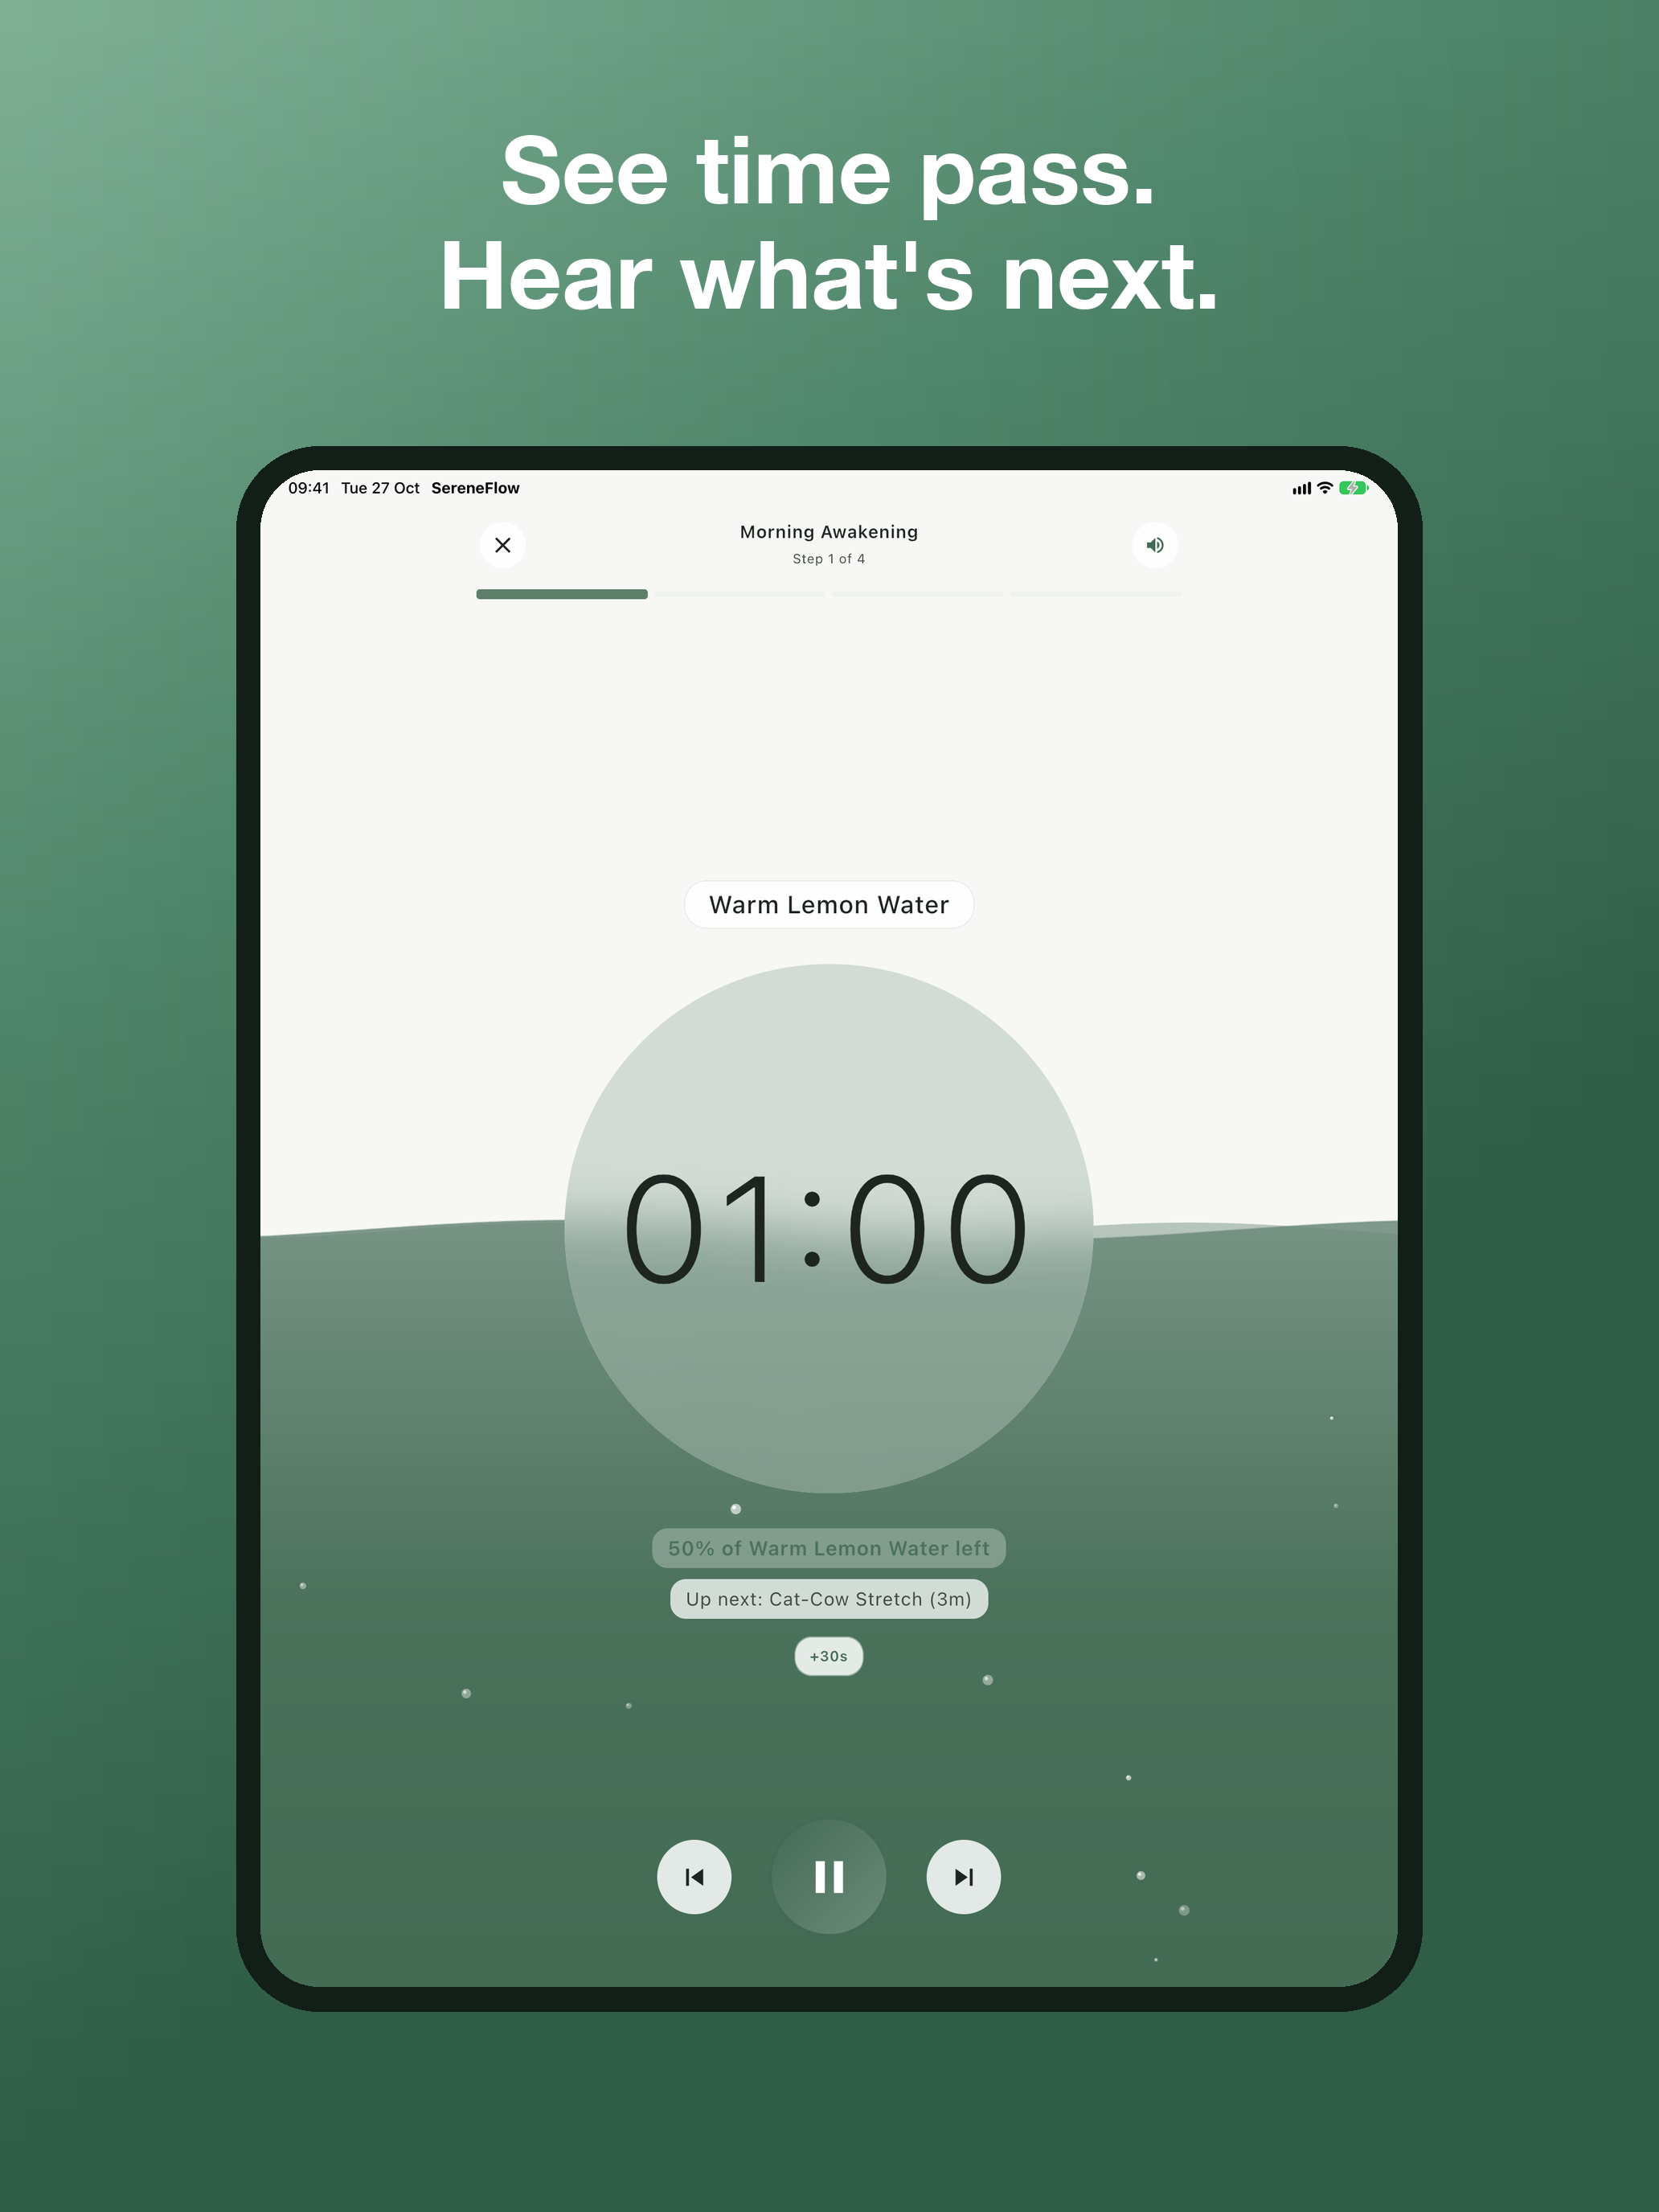 See time pass.
Hear what's next.
09:41 Tue 27 Oct SereneFlow
Morning Awakening
Step 1 of 4
Warm Lemon Water
01:00
50% of Warm Lemon Water left
Up next: Cat-Cow Stretch (3m)
+30s